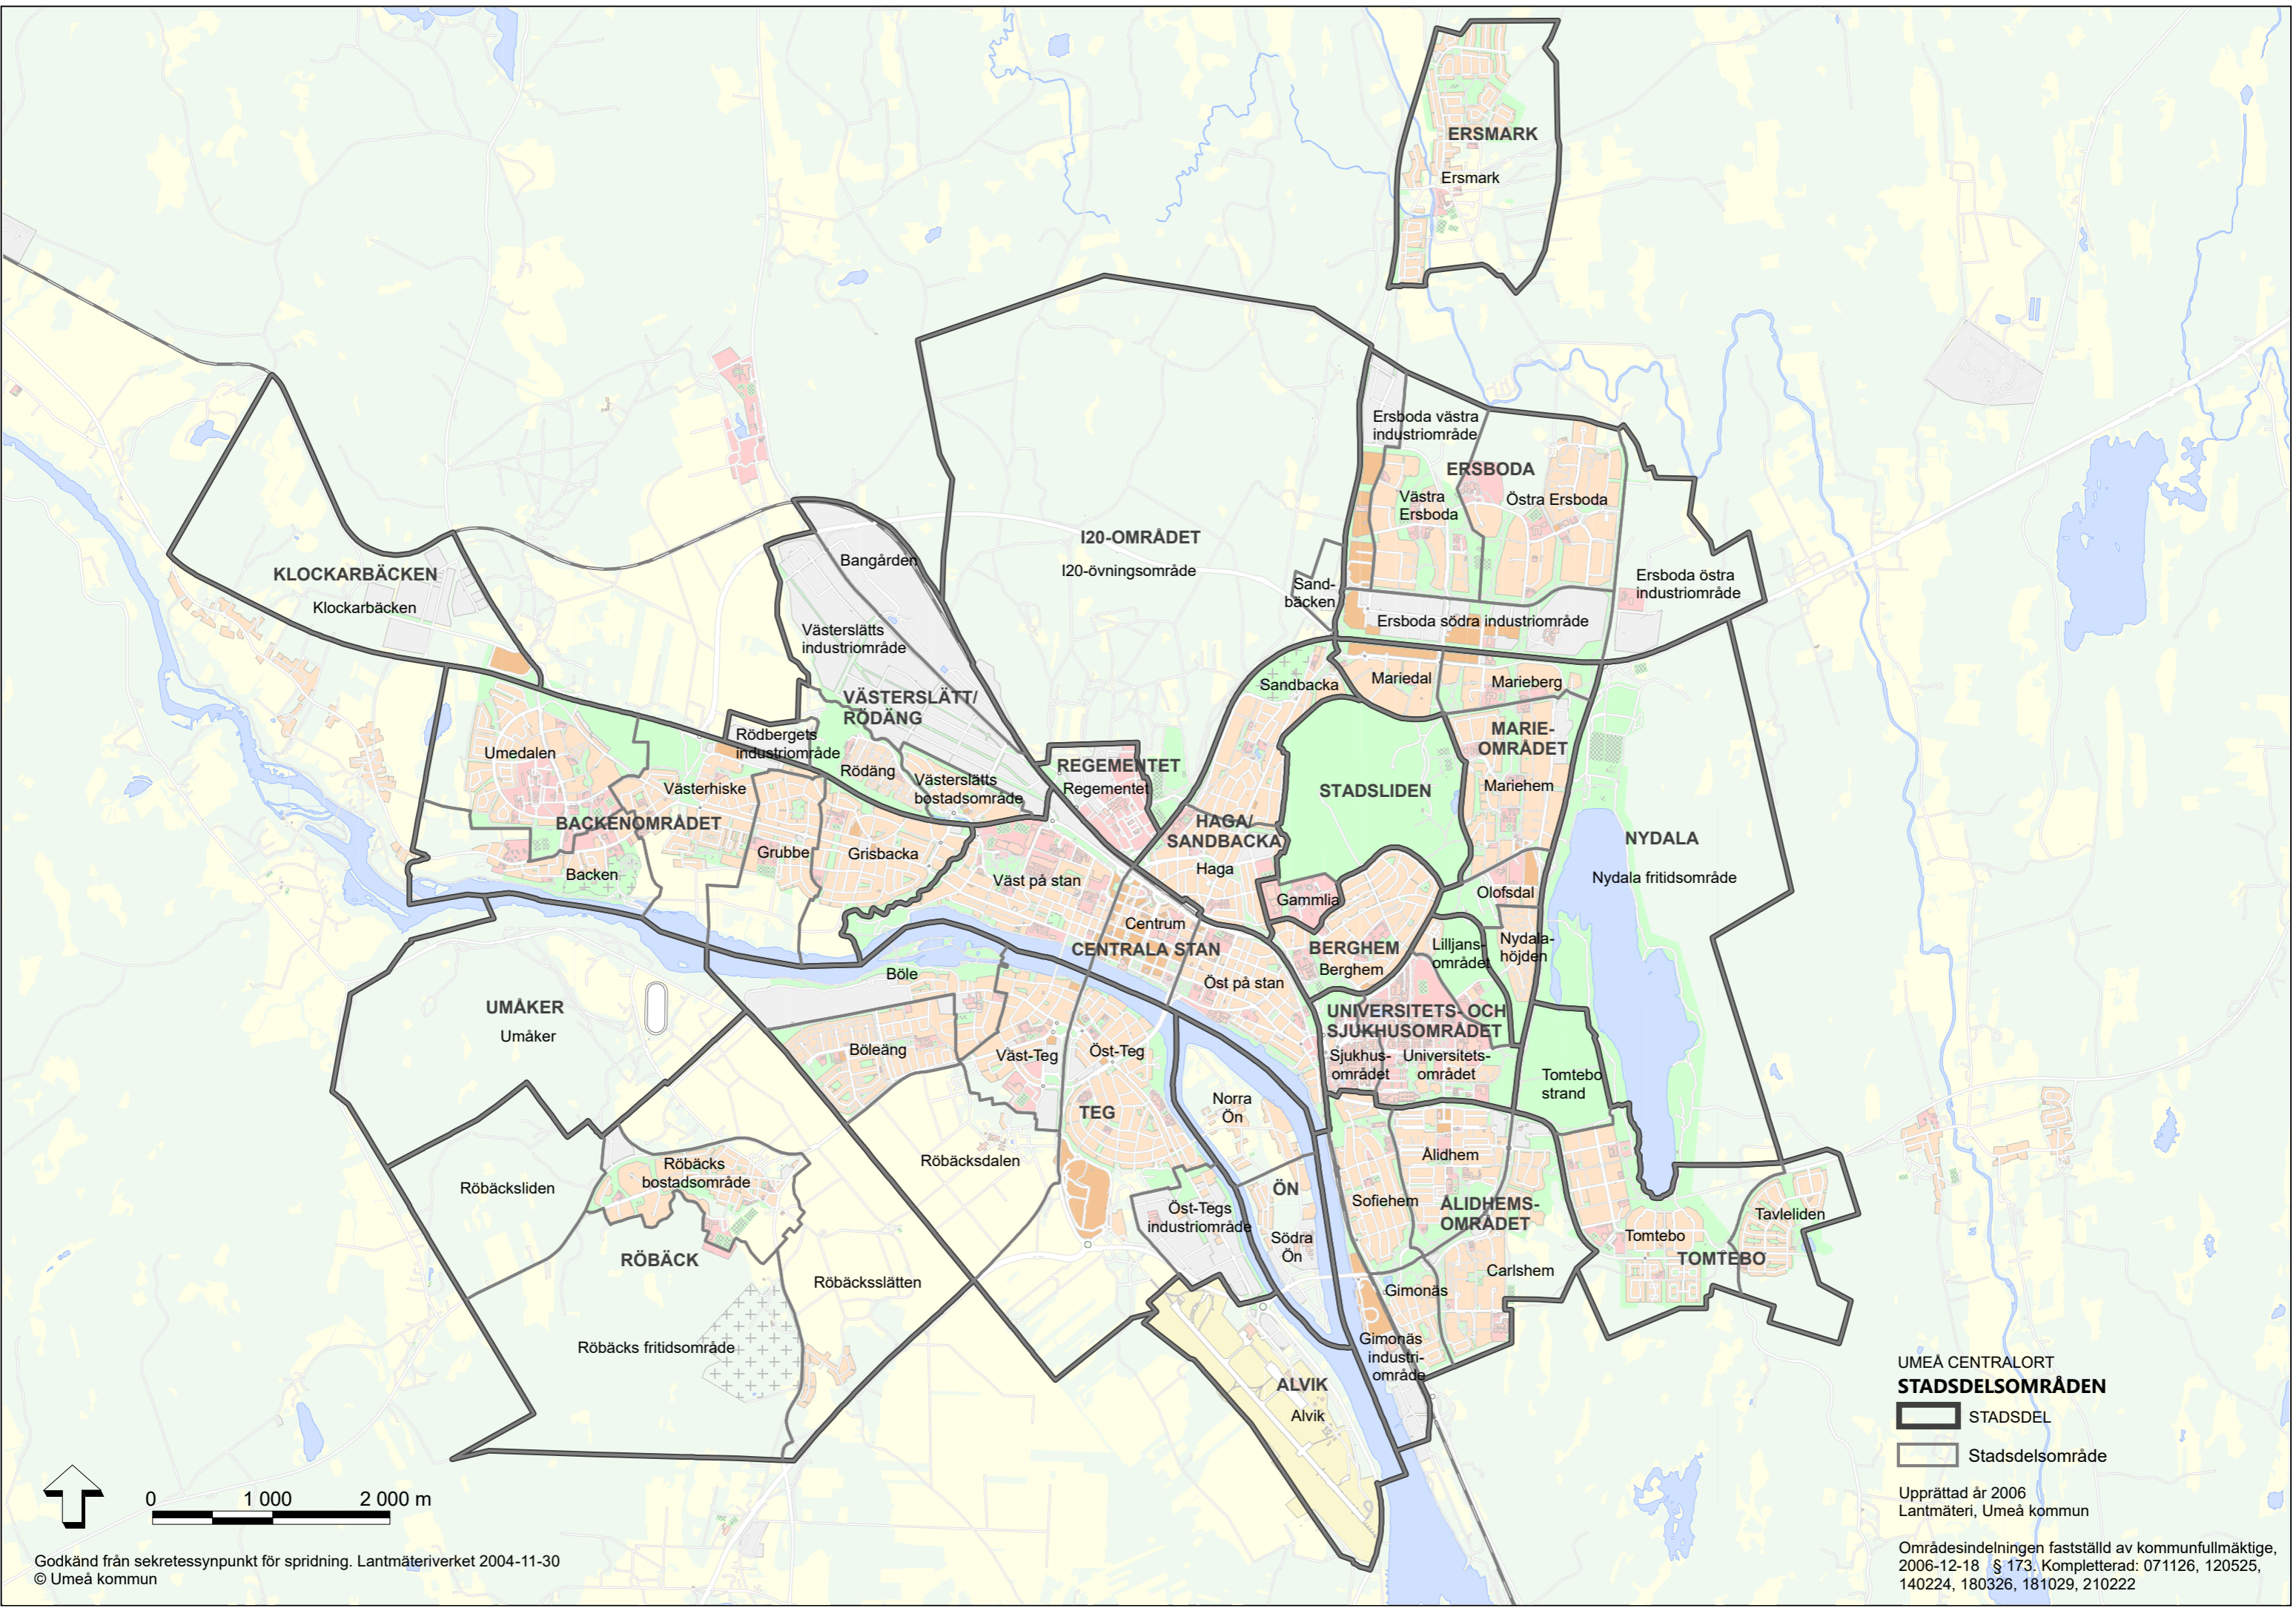 ERSMARK
Ersmark
Ersboda västra
industriområde
ERSBODA
Västra
Ersboda
Östra Ersboda
I20-OMRÅDET
I20-övningsområde
Sand-
bäcken
Ersboda östra
industriområde
Ersboda södra industriområde
KLOCKARBÄCKEN
Klockarbäcken
Bangården
Västerslätts
industriområde
VÄSTERSLÄTT/
RÖDÄNG
Rödbergets
industriområde
Rödäng
Västerslätts
bostadsområde
REGEMENTET
Regementet
Sandbacka
Mariedal
Marieberg
MARIE-
OMRÅDET
Mariehem
STADSLIDEN
HAGA/
SANDBACKA
Haga
Gammlia
Olofsdal
NYDALA
Nydala fritidsområde
Umedalen
Västerhiske
BACKENOMRÅDET
Grubbe
Grisbacka
Backen
Väst på stan
Centrum
CENTRALA STAN
Öst på stan
BERGHEM
Berghem
Lilljans-
området
Nydala-
höjden
UMÅKER
Umåker
Böle
Böleäng
Väst-Teg
Öst-Teg
TEG
UNIVERSITETS- OCH
SJUKHUSOMRÅDET
Sjukhus-
området
Universitets-
området
Tomtebo
strand
Norra
Ön
ÖN
Södra
Ön
Röbäcksdalen
Öst-Tegs
industriområde
Röbäcksliden
Röbäcks
bostadsområde
RÖBÄCK
Röbäcksslätten
Röbäcks fritidsområde
Ålidhem
Sofiehem
ÅLIDHEMS-
OMRÅDET
Carlshem
Gimonäs
Gimonäs
industri-
område
Tavleliden
Tomtebo
TOMTEBO
ALVIK
Alvik
UMEÅ CENTRALORT
STADSDELSOMRÅDEN
STADSDEL
Stadsdelsområde
Upprättad år 2006
Lantmäteri, Umeå kommun
Områdesindelningen fastställd av kommunfullmäktige,
2006-12-18 § 173. Kompletterad: 071126, 120525,
140224, 180326, 181029, 210222
0 1 000 2 000 m
Godkänd från sekretessynpunkt för spridning. Lantmäteriverket 2004-11-30
© Umeå kommun